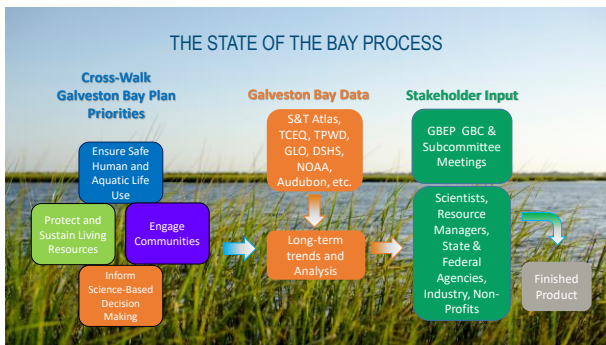 THE STATE OF THE BAY PROCESS
Cross-Walk
Galveston Bay Plan
Priorities
Ensure Safe
Human and
Aquatic Life
Use
Protect and
Sustain Living
Resources
Engage
Communities
Inform
Science-Based
Decision
Making
Galveston Bay Data
S&T Atlas,
TCEQ, TPWD,
GLO, DSHS,
NOAA,
Audubon, etc.
Long-term
trends and
Analysis
Stakeholder Input
GBEP GBC &
Subcommittee
Meetings
Scientists,
Resource
Managers,
State &
Federal
Agencies,
Industry, Non-
Profits
Finished
Product